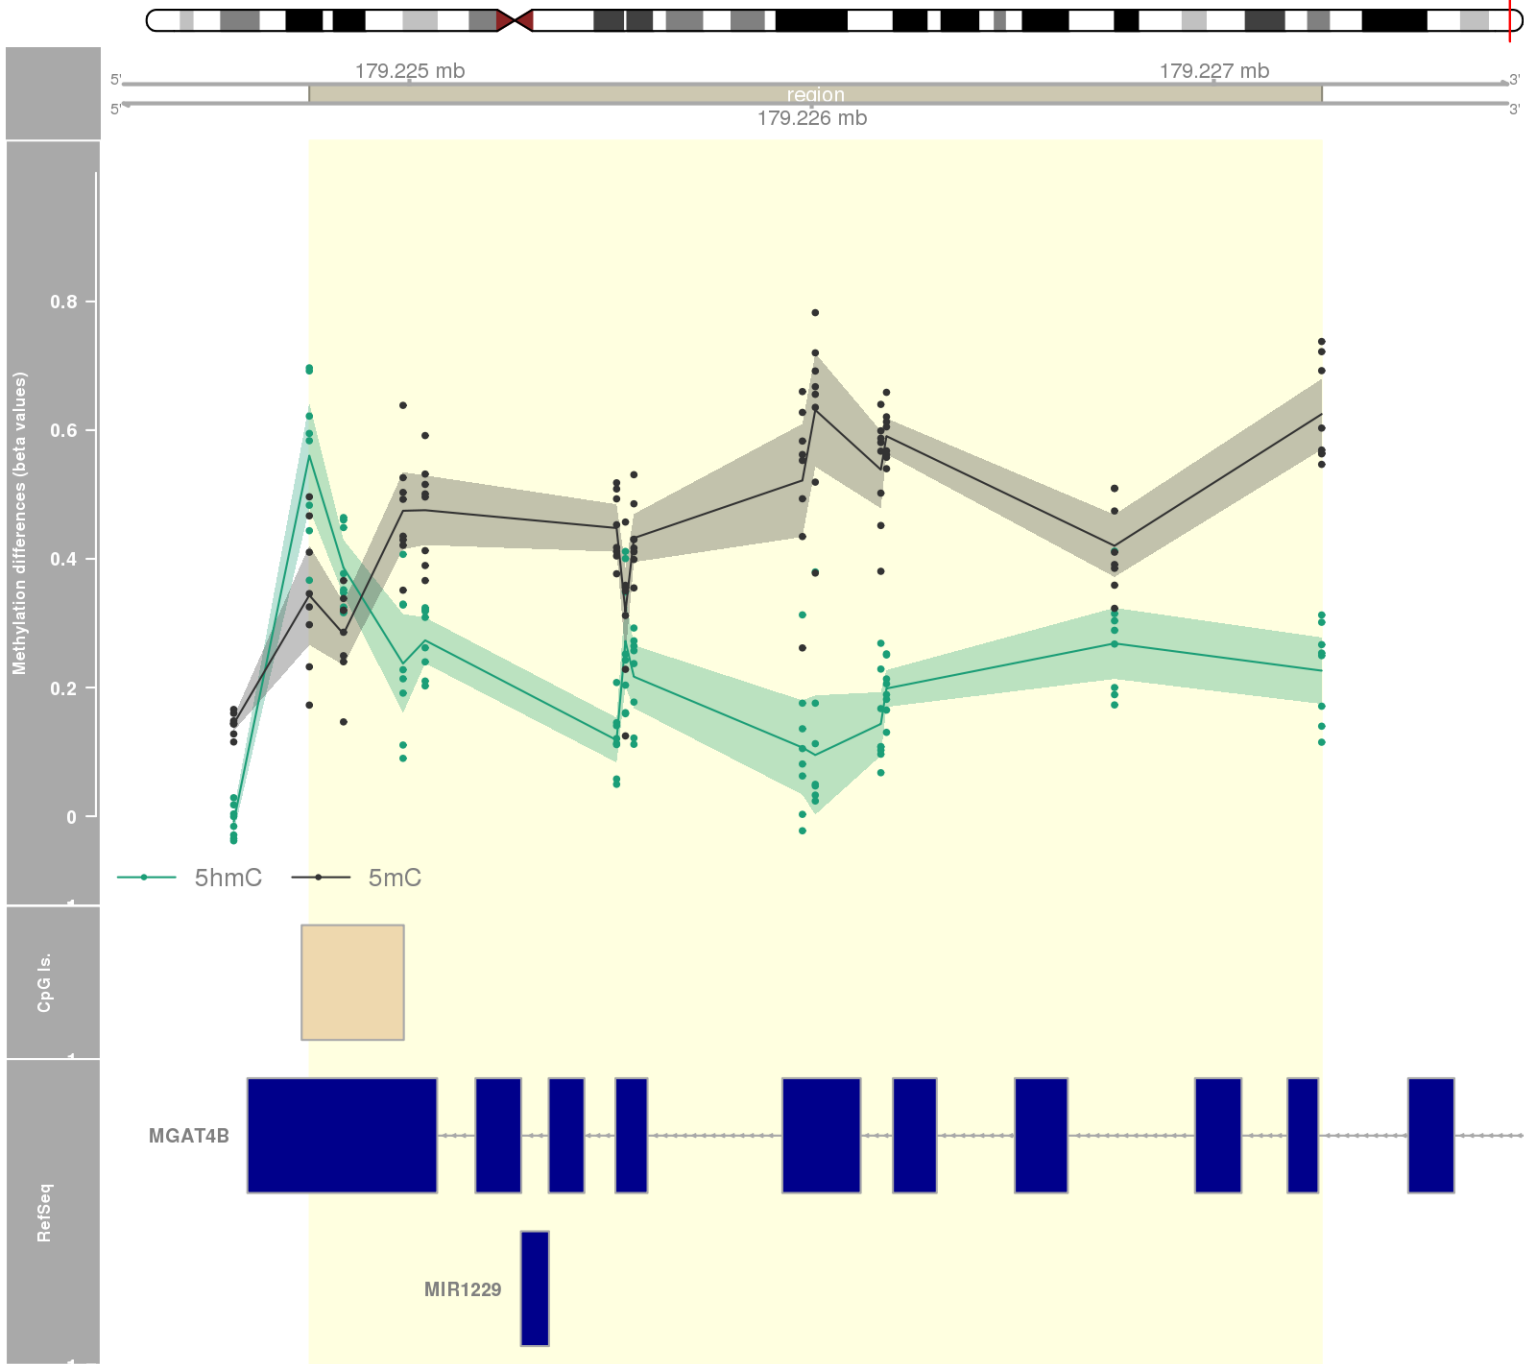 179.225 mb
179.227 mb
5'
3'
region
5'
3'
179.226 mb
Methylation differences (beta values)
0.8
0.6
0.4
0.2
0
5hmC
5mC
CpG Is.
MGAT4B
RefSeq
MIR1229